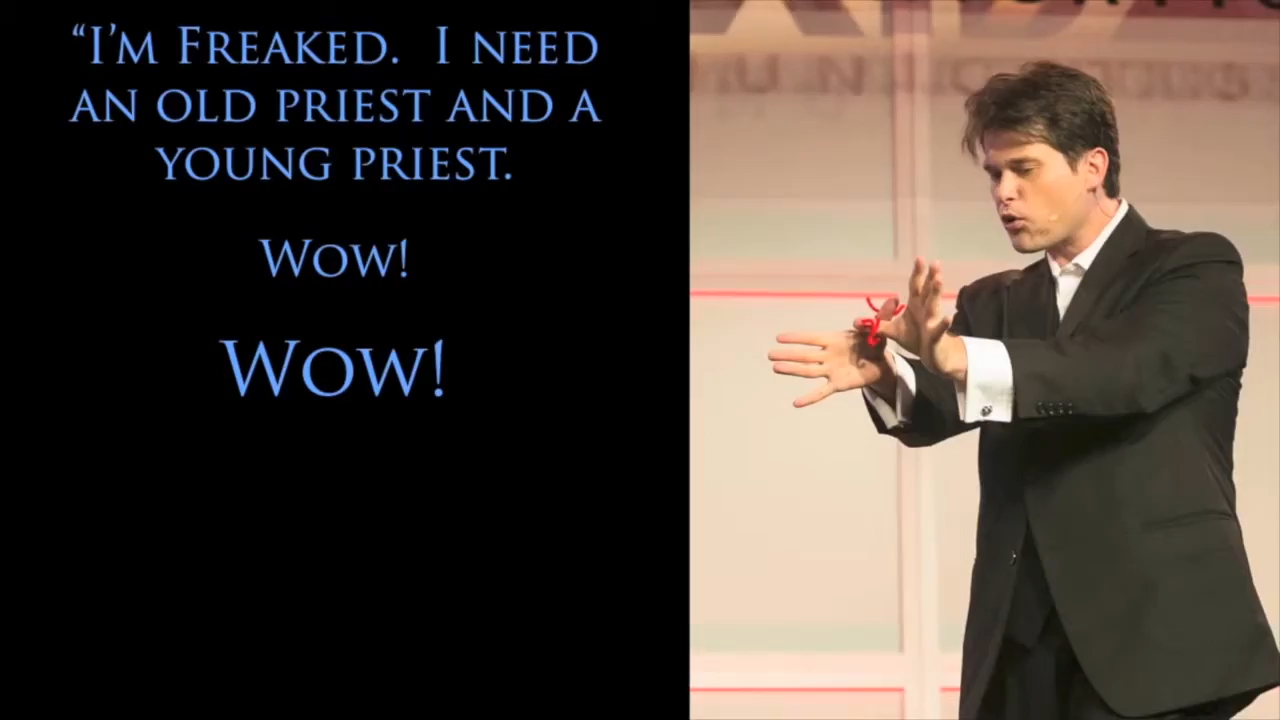 “I’m Freaked. I need
an old priest and a
young priest.
Wow!
Wow!